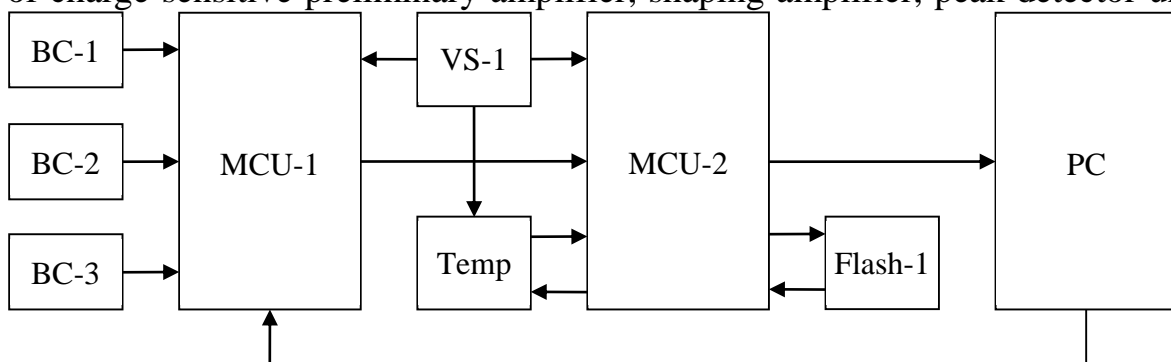 of charge sensitive preliminary amplifier, shaping amplifier, peak detector
BC-1
VS-1
BC-2
MCU-1
MCU-2
PC
BC-3
Temp
Flash-1